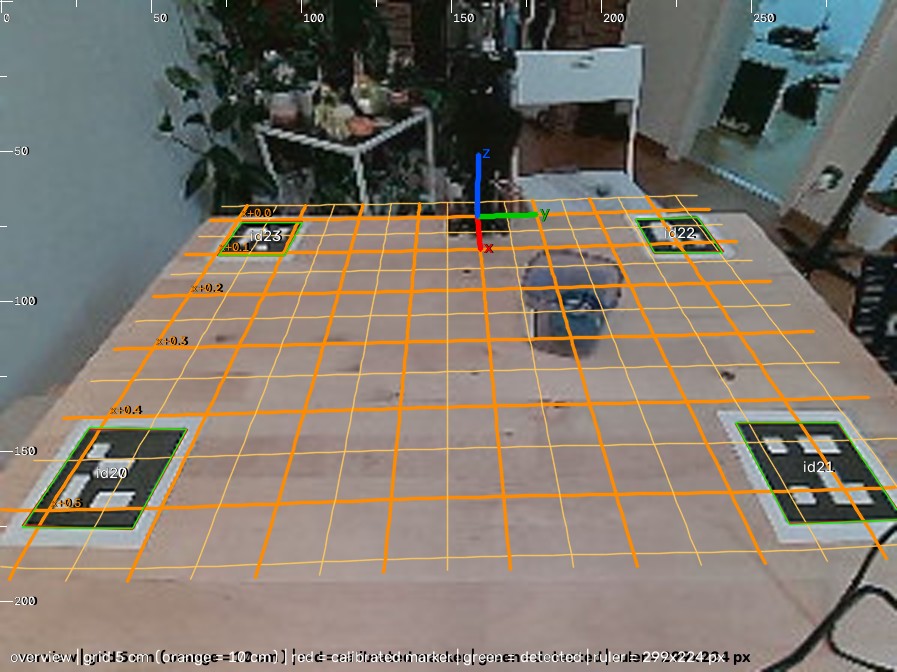 0 50 100 150 200 250
50
z
x+0.0
y
id23
id22
x+0.1
x
x+0.2
100
x+0.3
x+0.4
150
id20
id21
x+0.5
200
overview | grid 5 cm (orange = 10 cm) | red = calibrated marker | green = detected | ruler = 299x224 px